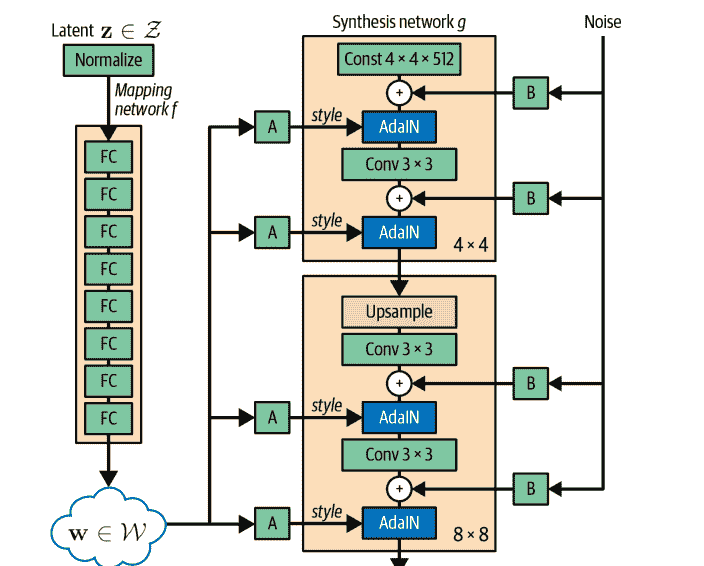 Latent z ∈ 𝒵
Normalize
Mapping
network f
FC
FC
FC
FC
FC
FC
FC
FC
w ∈ 𝒲
Synthesis network g
Noise
Const 4 × 4 × 512
+
B
A
style
AdaIN
Conv 3 × 3
+
B
A
style
AdaIN
4 × 4
Upsample
Conv 3 × 3
+
B
A
style
AdaIN
Conv 3 × 3
+
B
A
style
AdaIN
8 × 8